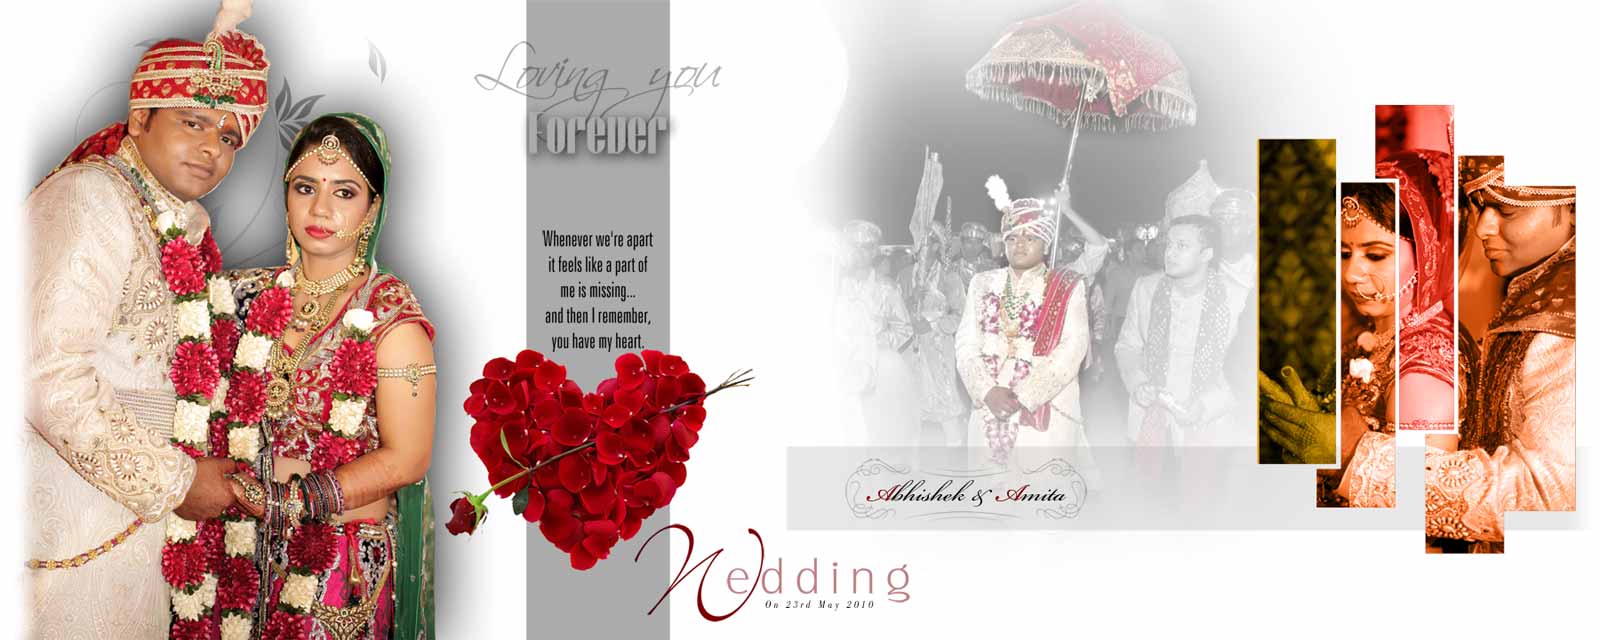 Loving you
Forever
Whenever we're apart
it feels like a part of
me is missing...
and then I remember,
you have my heart.
Abhishek & Amita
Wedding
On 23rd May 2010